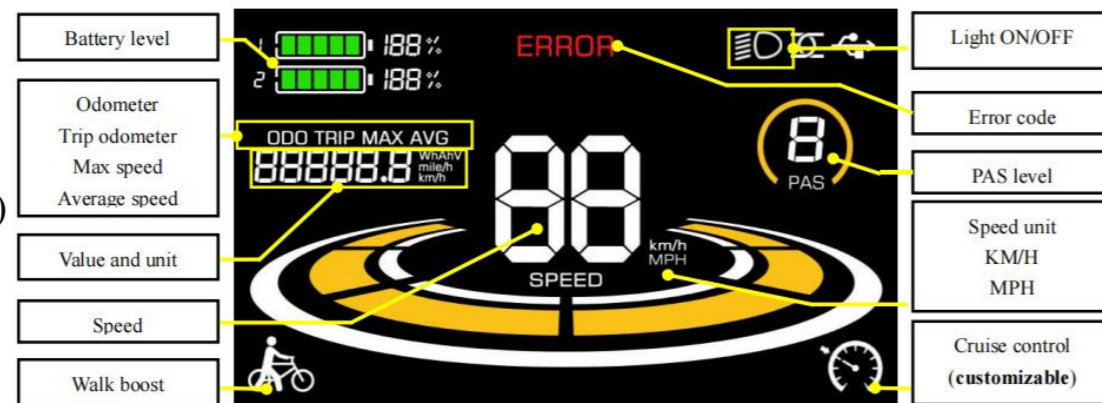 Battery level
Odometer
Trip odometer
Max speed
Average speed
)
Value and unit
Speed
Walk boost
1 188 %
2 188 %
ERROR
ODO TRIP MAX AVG
88888.8 WhAhV
mile/h
km/h
88
km/h
MPH
SPEED
8
PAS
Light ON/OFF
Error code
PAS level
Speed unit
KM/H
MPH
Cruise control
(customizable)